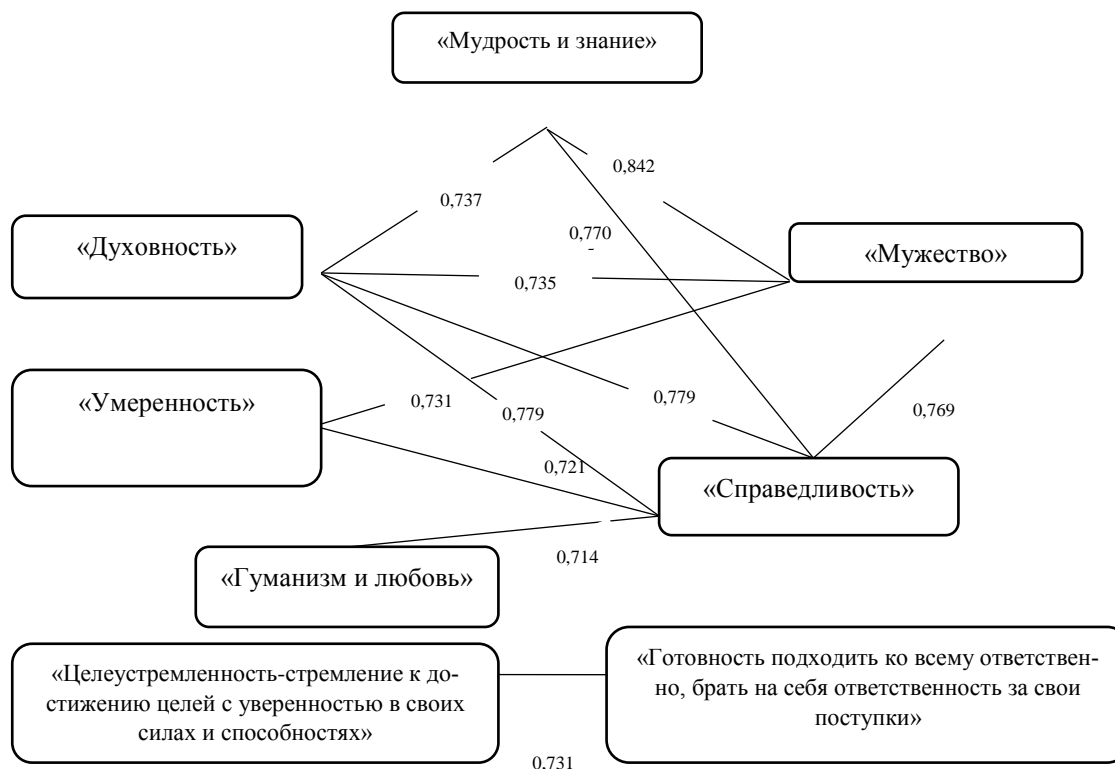 «Мудрость и знание»
0,842
0,737
0,770
«Духовность»
«Мужество»
0,735
«Умеренность»
0,731
0,779
0,779
0,769
0,721
«Справедливость»
0,714
«Гуманизм и любовь»
«Целеустремленность-стремление к до-
стижению целей с уверенностью в своих
силах и способностях»
«Готовность подходить ко всему ответствен-
но, брать на себя ответственность за свои
поступки»
0,731